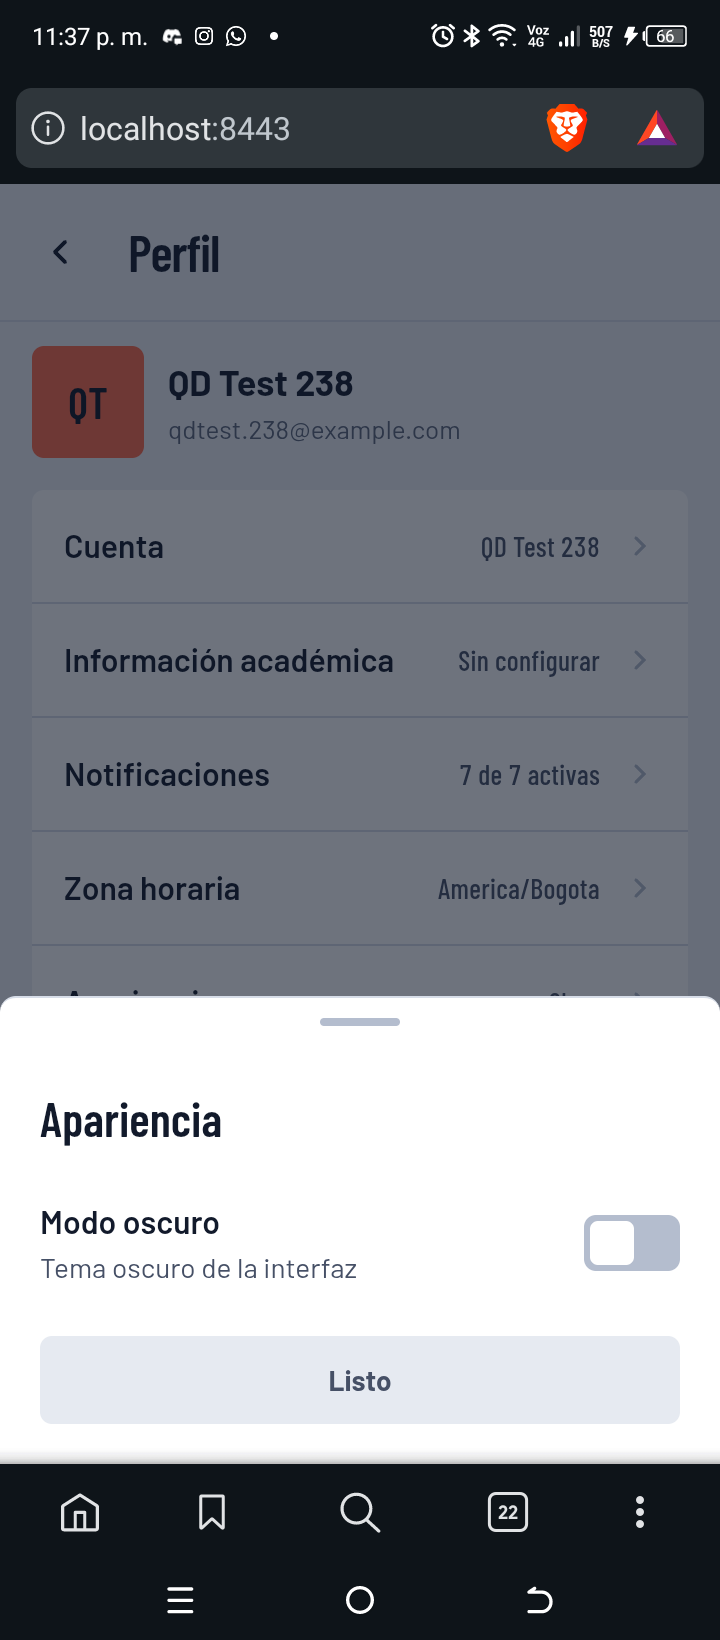 11:37 p. m.
Voz
4G
507
B/S
66
localhost:8443
Perfil
QT
QD Test 238
qdtest.238@example.com
Cuenta
QD Test 238
Información académica
Sin configurar
Notificaciones
7 de 7 activas
Zona horaria
America/Bogota
Apariencia
Modo oscuro
Tema oscuro de la interfaz
Listo
22